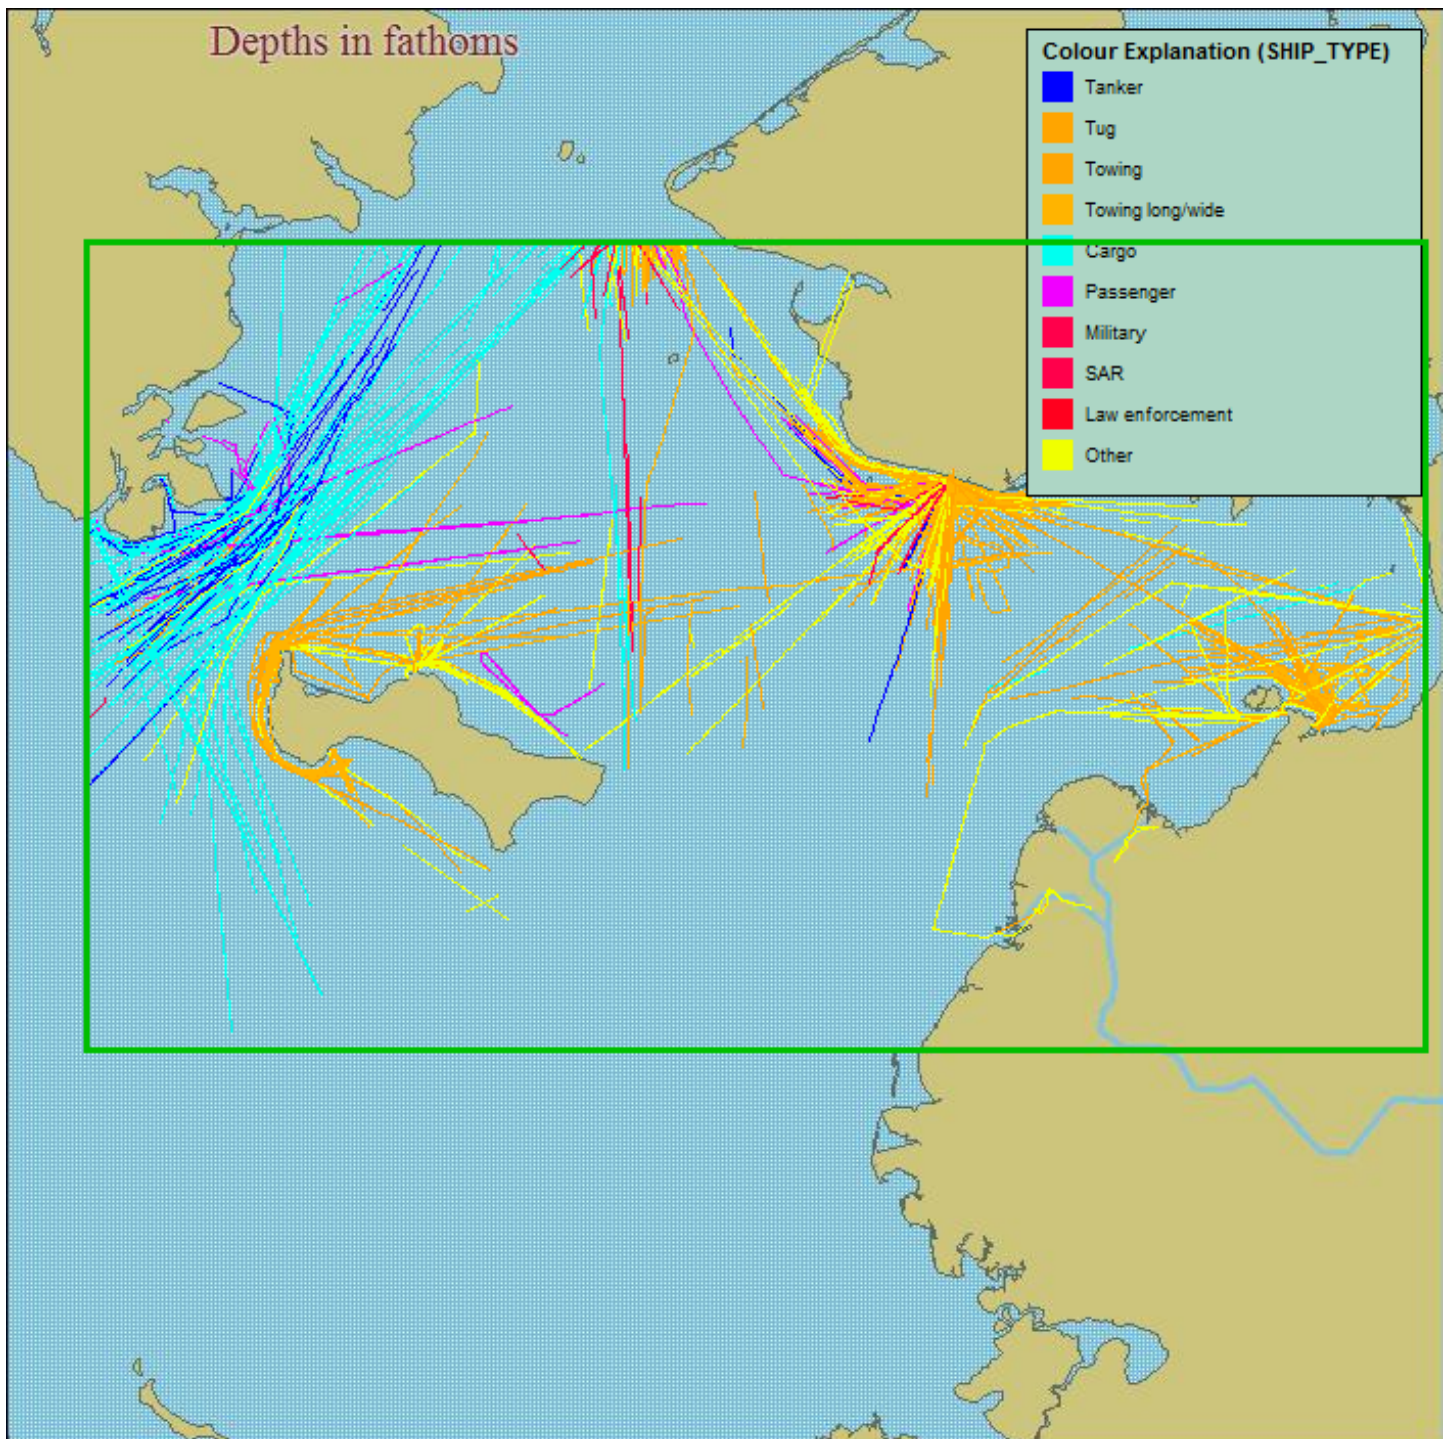 Depths in fathoms
Colour Explanation (SHIP_TYPE)
Tanker
Tug
Towing
Towing long/wide
Cargo
Passenger
Military
SAR
Law enforcement
Other